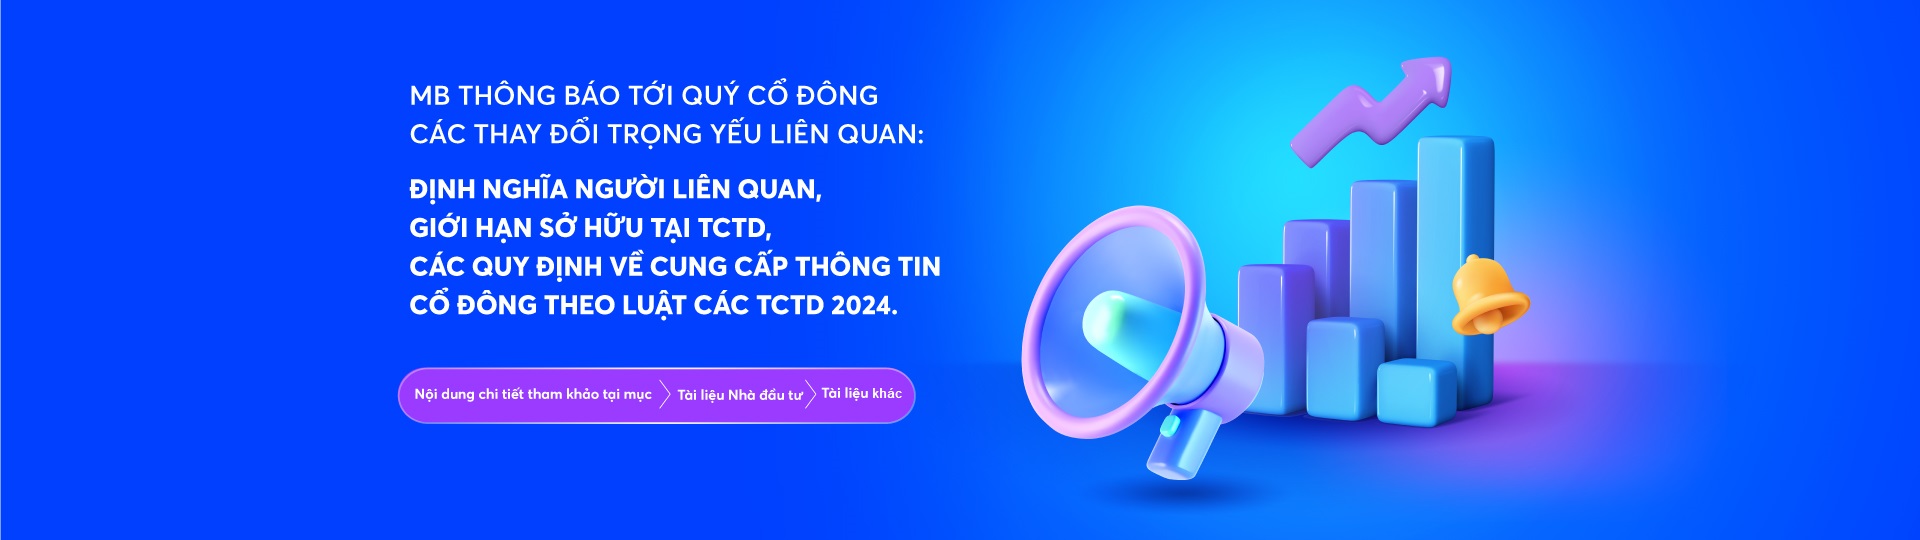 MB THÔNG BÁO TỚI QUÝ CỔ ĐÔNG
CÁC THAY ĐỔI TRỌNG YẾU LIÊN QUAN:
ĐỊNH NGHĨA NGƯỜI LIÊN QUAN,
GIỚI HẠN SỞ HỮU TẠI TCTD,
CÁC QUY ĐỊNH VỀ CUNG CẤP THÔNG TIN
CỔ ĐÔNG THEO LUẬT CÁC TCTD 2024.
Nội dung chi tiết tham khảo tại mục
Tài liệu Nhà đầu tư
Tài liệu khác